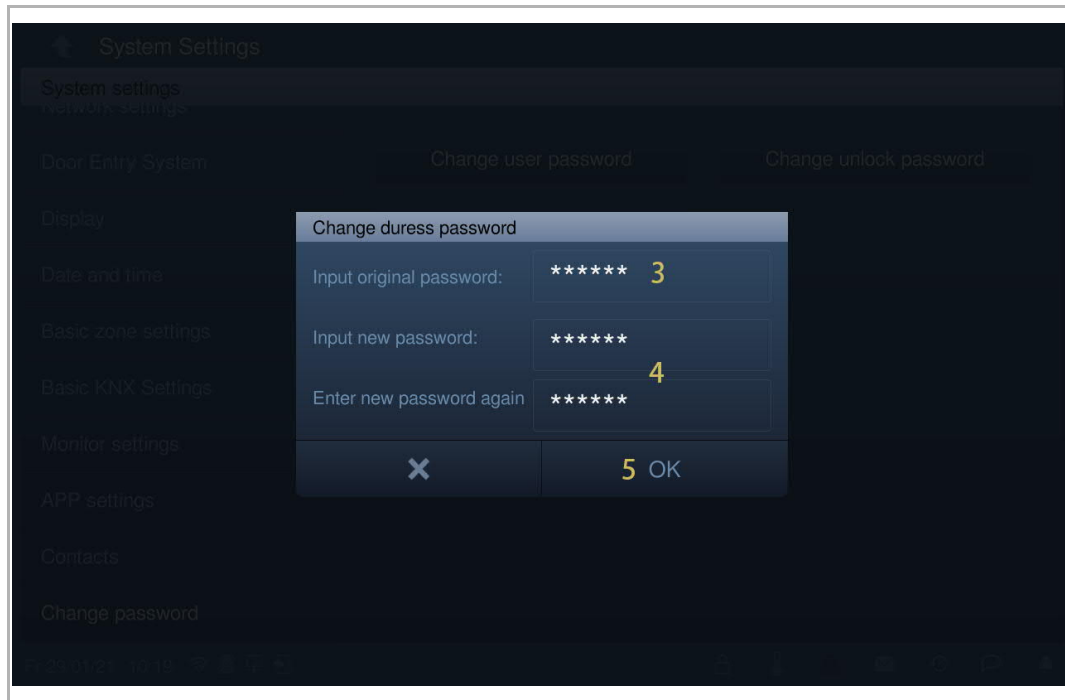 System Settings
System settings
Network settings
Door Entry System
Change user password
Change unlock password
Display
Change duress password
Date and time
Input original password:
****** 3
Basic zone settings
Input new password:
******
4
Basic KNX Settings
Enter new password again
******
Monitor settings
5 OK
APP settings
Contacts
Change password